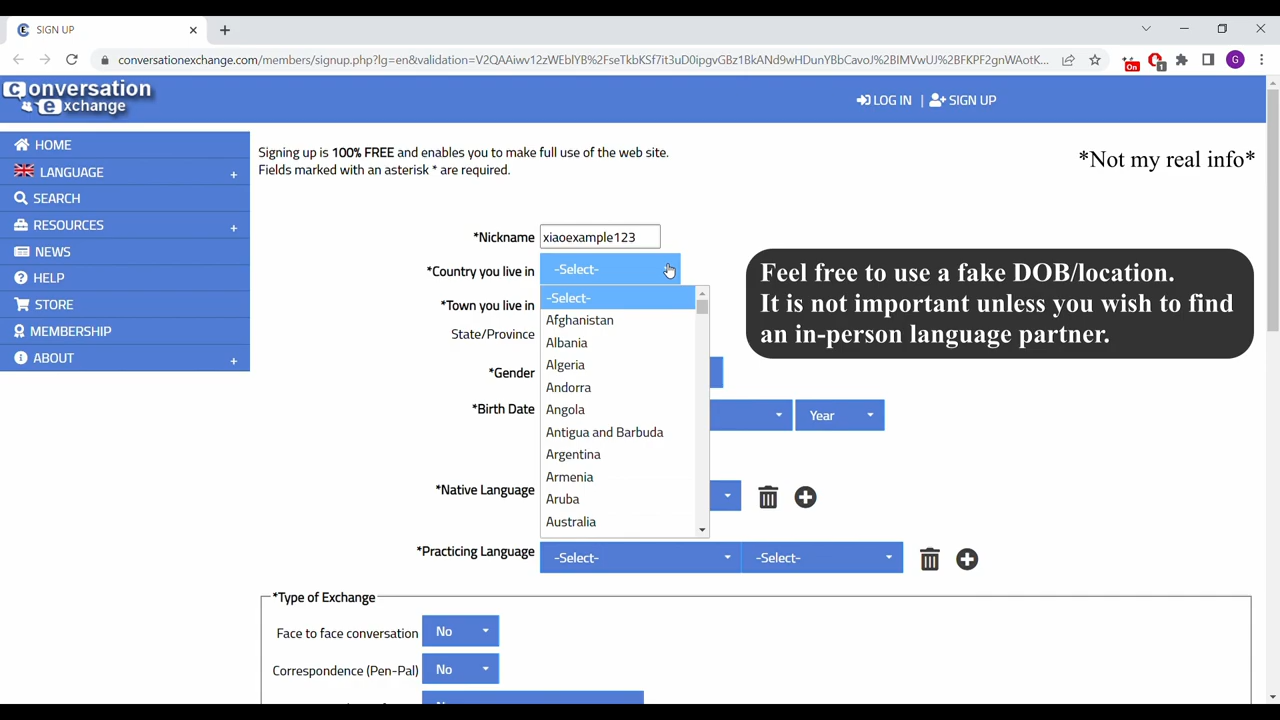 SIGN UP
conversationexchange.com/members/signup.php?lg=en&validation=
On
1
G
Conversation
Exchange
LOG IN | SIGN UP
HOME
LANGUAGE +
SEARCH
RESOURCES +
NEWS
HELP
STORE
MEMBERSHIP
ABOUT +
Signing up is 100% FREE and enables you to make full use of the web site.
Fields marked with an asterisk * are required.
*Not my real info*
*Nickname xiaoexample123
*Country you live in -Select-
*Town you live in
State/Province
*Gender
*Birth Date Year
*Native Language
*Practicing Language -Select- -Select-
-Select-
Afghanistan
Albania
Algeria
Andorra
Angola
Antigua and Barbuda
Argentina
Armenia
Aruba
Australia
Feel free to use a fake DOB/location.
It is not important unless you wish to find
an in-person language partner.
*Type of Exchange
Face to face conversation No
Correspondence (Pen-Pal) No